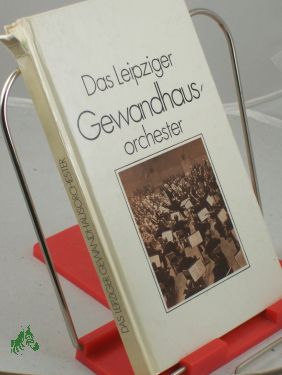 Das Leipziger
Gewandhaus-
orchester
DAS LEIPZIGER GEWANDHAUSORCHESTER